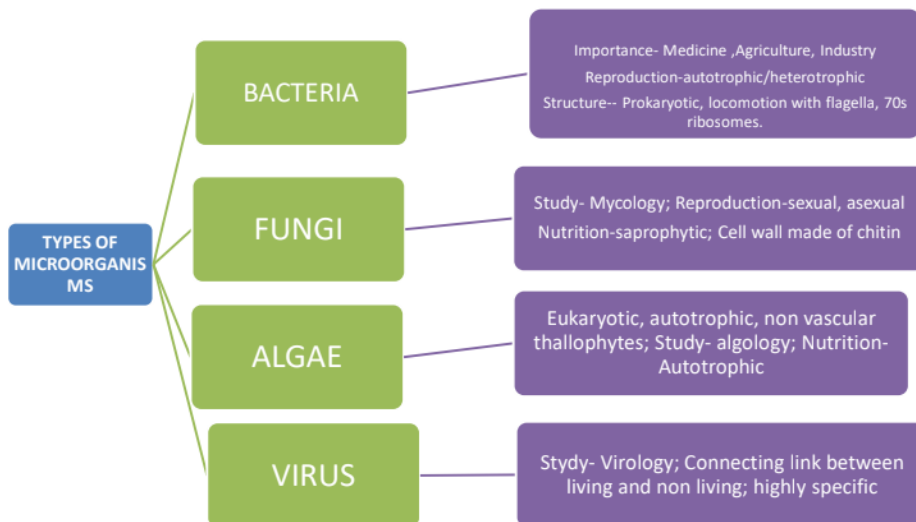 TYPES OF
MICROORGANIS
MS
BACTERIA
Importance- Medicine ,Agriculture, Industry
Reproduction-autotrophic/heterotrophic
Structure-- Prokaryotic, locomotion with flagella, 70s
ribosomes.
FUNGI
Study- Mycology; Reproduction-sexual, asexual
Nutrition-saprophytic; Cell wall made of chitin
ALGAE
Eukaryotic, autotrophic, non vascular
thallophytes; Study- algology; Nutrition-
Autotrophic
VIRUS
Stydy- Virology; Connecting link between
living and non living; highly specific